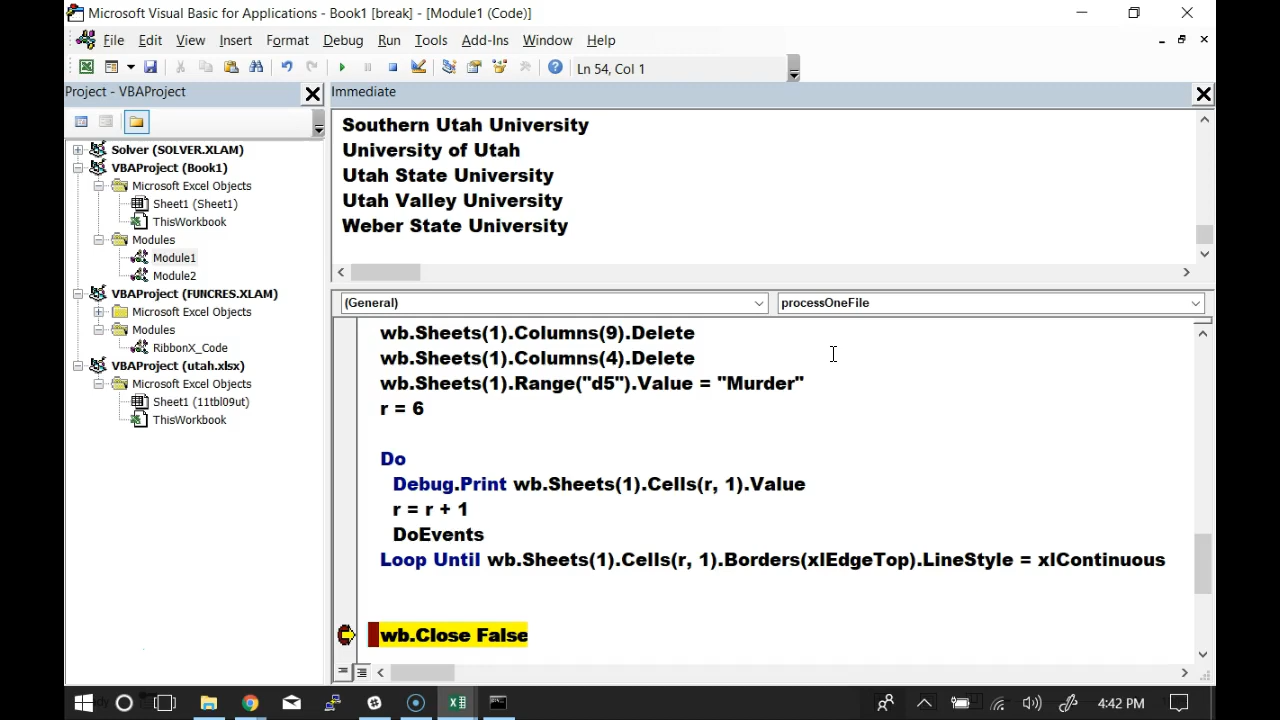 Microsoft Visual Basic for Applications - Book1 [break] - [Module1 (Code)]
File Edit View Insert Format Debug Run Tools Add-Ins Window Help
Ln 54, Col 1
Project - VBAProject
Immediate
Southern Utah University
University of Utah
Utah State University
Utah Valley University
Weber State University
Solver (SOLVER.XLAM)
VBAProject (Book1)
Microsoft Excel Objects
Sheet1 (Sheet1)
ThisWorkbook
Modules
Module1
Module2
VBAProject (FUNCRES.XLAM)
Microsoft Excel Objects
Modules
RibbonX_Code
VBAProject (utah.xlsx)
Microsoft Excel Objects
Sheet1 (11tbl09ut)
ThisWorkbook
(General)
processOneFile
wb.Sheets(1).Columns(9).Delete
wb.Sheets(1).Columns(4).Delete
wb.Sheets(1).Range("d5").Value = "Murder"
r = 6
Do
Debug.Print wb.Sheets(1).Cells(r, 1).Value
r = r + 1
DoEvents
Loop Until wb.Sheets(1).Cells(r, 1).Borders(xlEdgeTop).LineStyle = xlContinuous
wb.Close False
4:42 PM